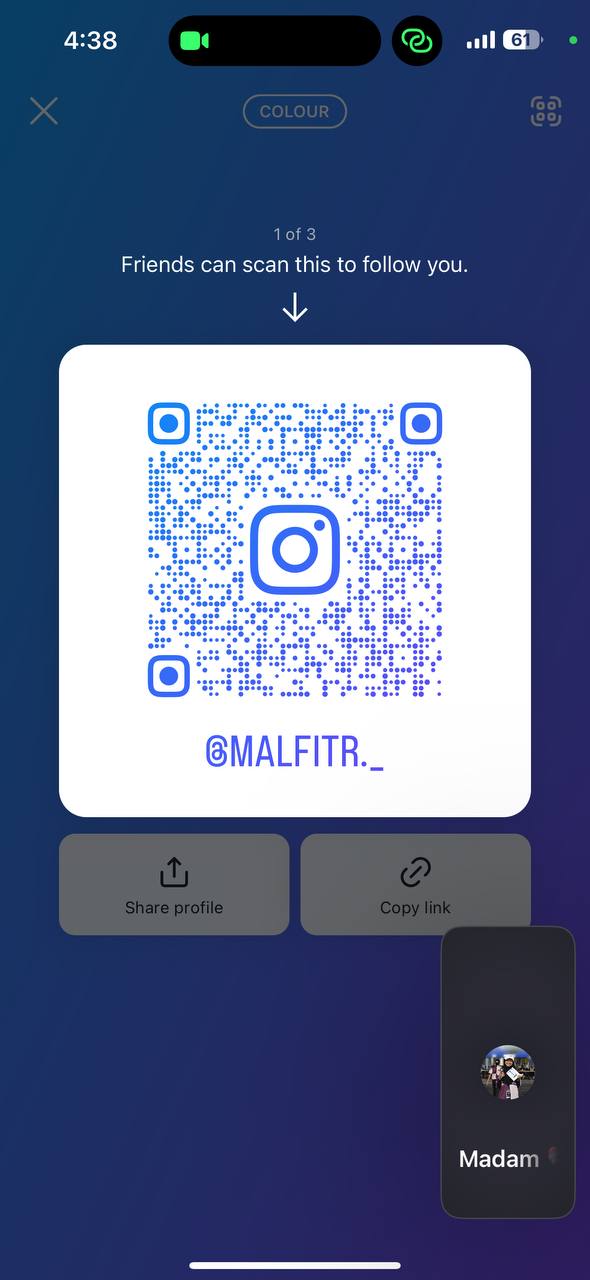 4:38
61
COLOUR
1 of 3
Friends can scan this to follow you.
@MALFITR._
Share profile
Copy link
Madam